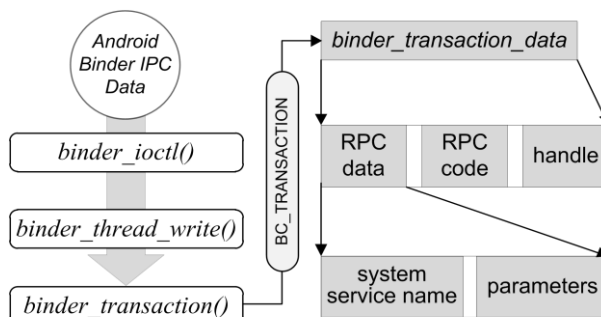 Android
Binder IPC
Data
binder_ioctl()
binder_thread_write()
binder_transaction()
BC_TRANSACTION
binder_transaction_data
RPC
data
RPC
code
handle
system
service name
parameters